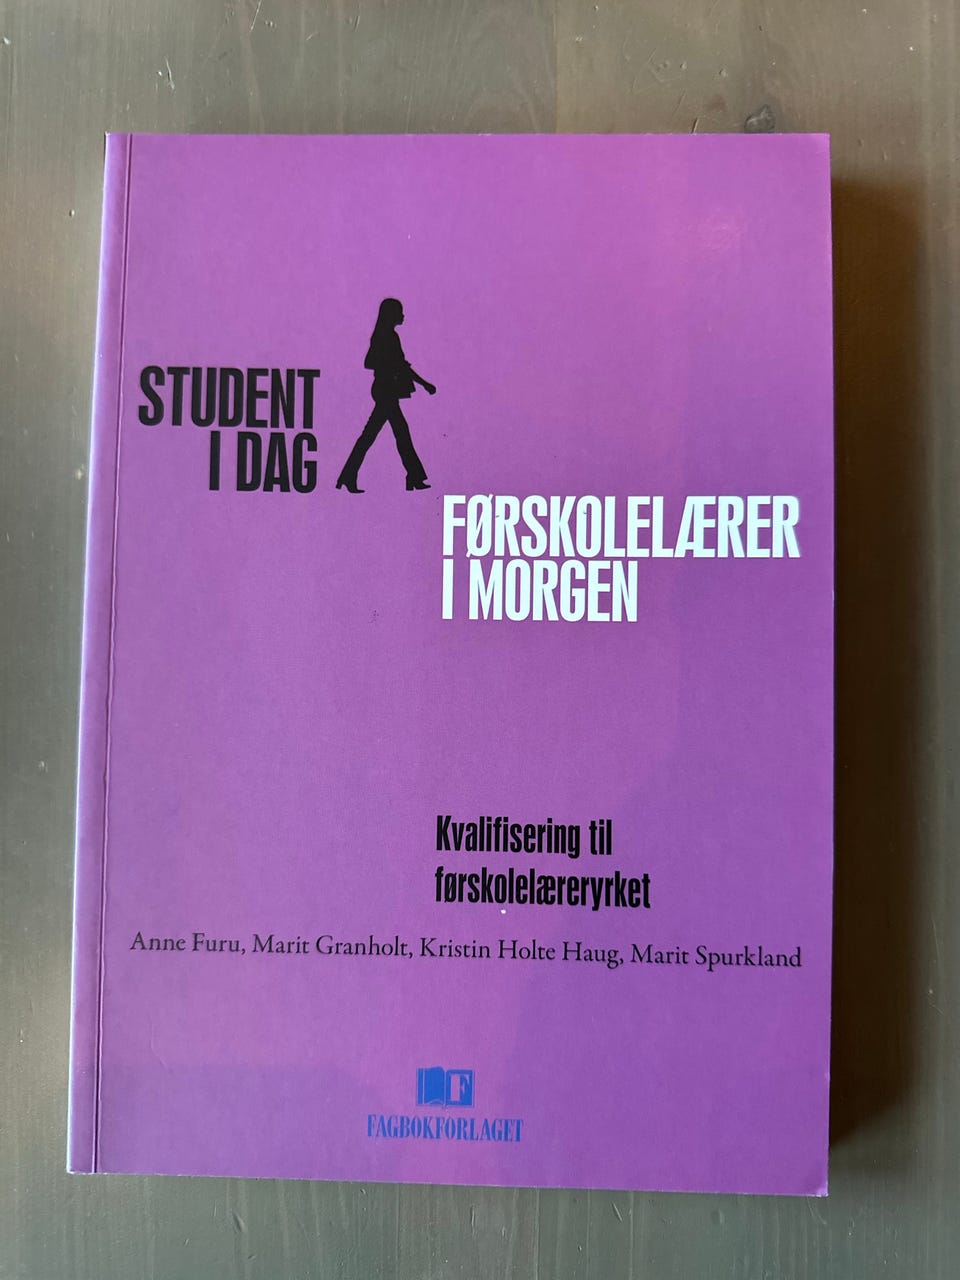 STUDENT
I DAG
FØRSKOLELÆRER
I MORGEN
Kvalifisering til
førskolelæreryrket
Anne Furu, Marit Granholt, Kristin Holte Haug, Marit Spurkland
F
FAGBOKFORLAGET